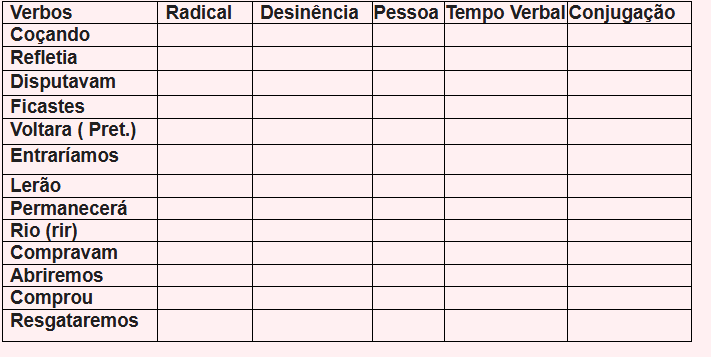 Verbos Radical Desinência Pessoa Tempo Verbal Conjugação
Coçando
Refletia
Disputavam
Ficastes
Voltara ( Pret.)
Entraríamos
Lerão
Permanecerá
Rio (rir)
Compravam
Abriremos
Comprou
Resgataremos